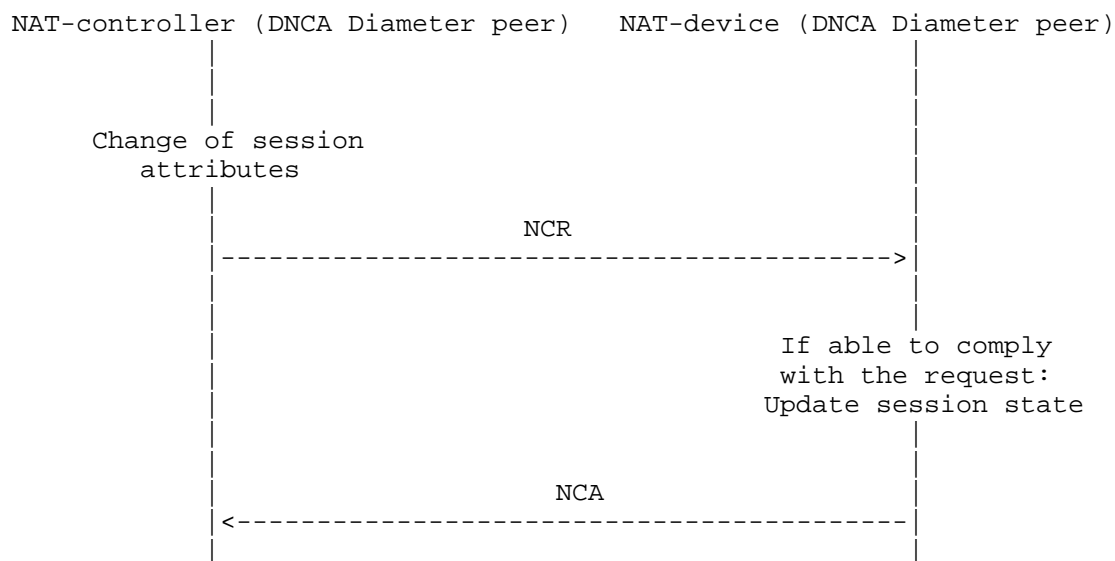 NAT-controller (DNCA Diameter peer) NAT-device (DNCA Diameter peer)
Change of session
attributes
NCR
If able to comply
with the request:
Update session state
NCA